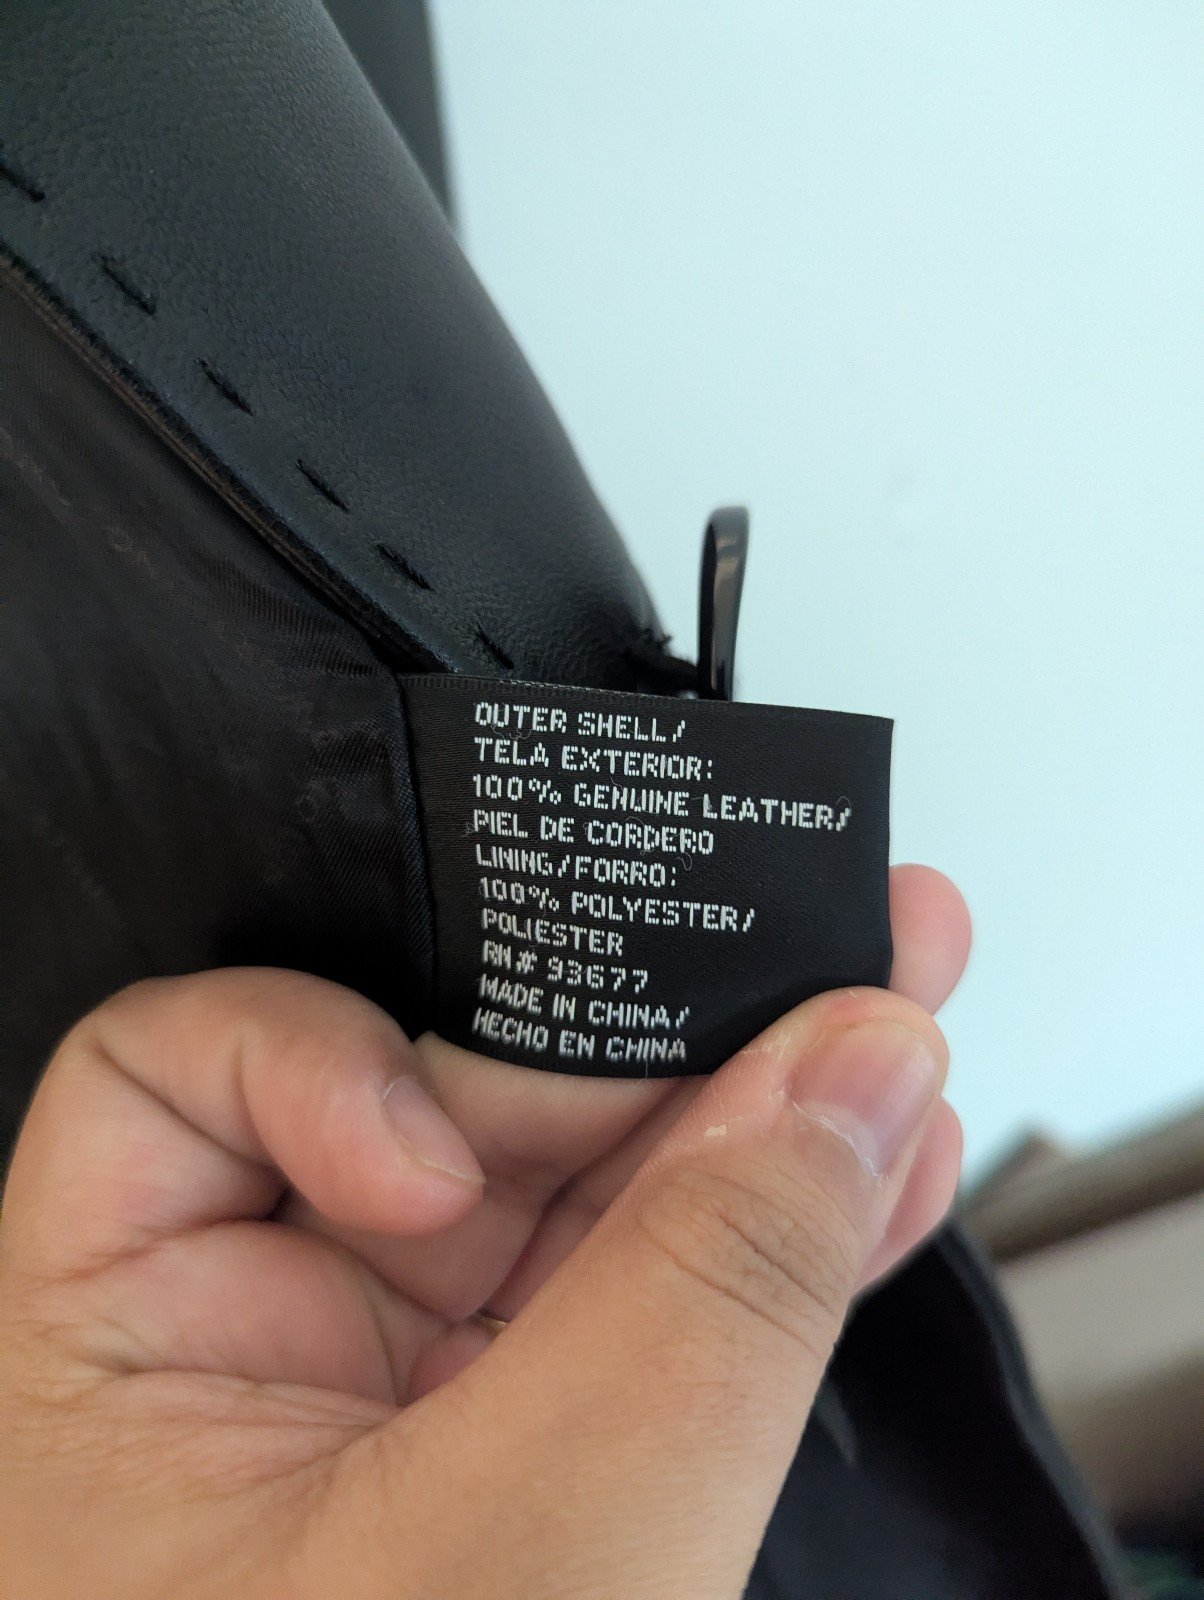 OUTER SHELL/
TELA EXTERIOR:
100% GENUINE LEATHER/
PIEL DE CORDERO
LINING/FORRO:
100% POLYESTER/
POLIESTER
RN# 93677
MADE IN CHINA/
HECHO EN CHINA